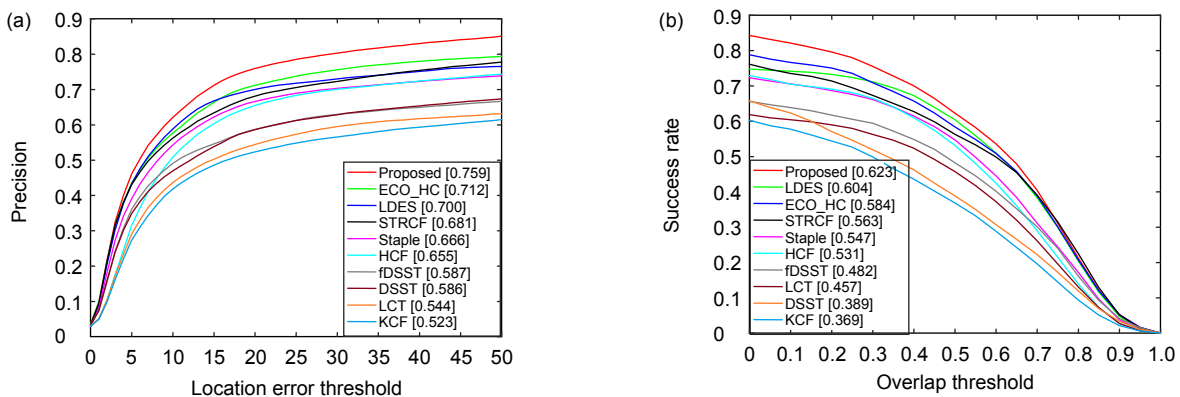 (a)
Precision
0.9
0.8
0.7
0.6
0.5
0.4
0.3
0.2
0.1
0
0 5 10 15 20 25 30 35 40 45 50
Location error threshold
Proposed [0.759]
ECO_HC [0.712]
LDES [0.700]
STRCF [0.681]
Staple [0.666]
HCF [0.655]
fDSST [0.587]
DSST [0.586]
LCT [0.544]
KCF [0.523]
(b)
Success rate
0.9
0.8
0.7
0.6
0.5
0.4
0.3
0.2
0.1
0
0 0.1 0.2 0.3 0.4 0.5 0.6 0.7 0.8 0.9 1.0
Overlap threshold
Proposed [0.623]
LDES [0.604]
ECO_HC [0.584]
STRCF [0.563]
Staple [0.547]
HCF [0.531]
fDSST [0.482]
LCT [0.457]
DSST [0.389]
KCF [0.369]